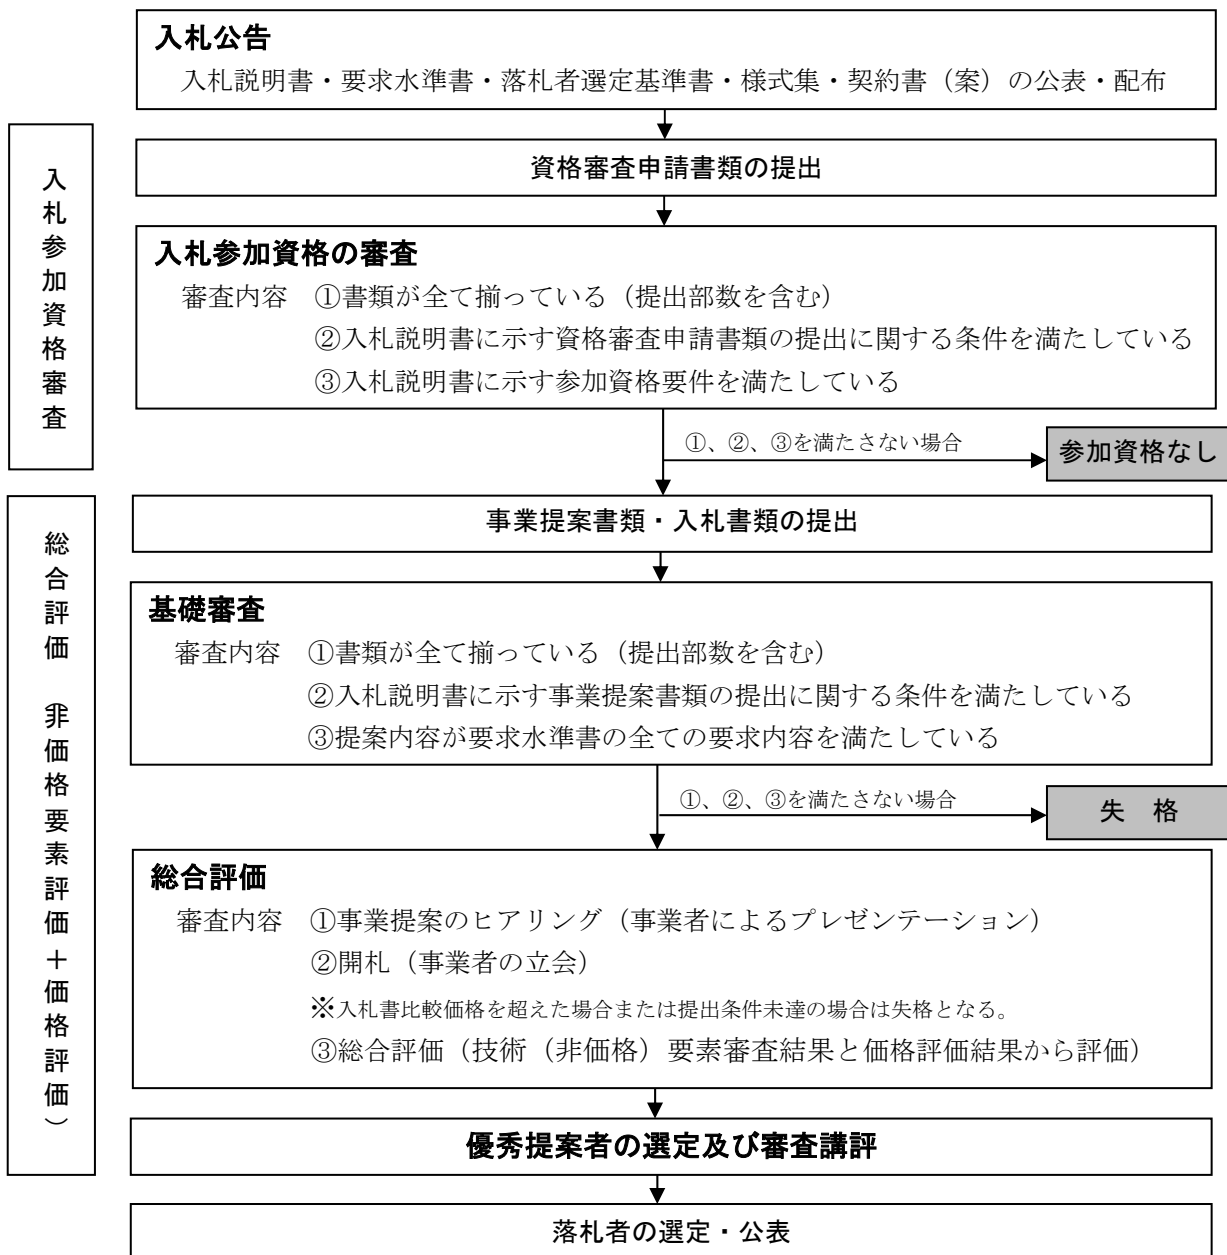 入札公告
入札説明書・要求水準書・落札者選定基準書・様式集・契約書（案）の公表・配布
入札参加資格審査
資格審査申請書類の提出
入札参加資格の審査
審査内容　①書類が全て揃っている（提出部数を含む）
②入札説明書に示す資格審査申請書類の提出に関する条件を満たしている
③入札説明書に示す参加資格要件を満たしている
①、②、③を満たさない場合
参加資格なし
総合評価　非価格要素評価＋価格評価）
事業提案書類・入札書類の提出
基礎審査
審査内容　①書類が全て揃っている（提出部数を含む）
②入札説明書に示す事業提案書類の提出に関する条件を満たしている
③提案内容が要求水準書の全ての要求内容を満たしている
①、②、③を満たさない場合
失　格
総合評価
審査内容　①事業提案のヒアリング（事業者によるプレゼンテーション）
②開札（事業者の立会）
※入札書比較価格を超えた場合または提出条件未達の場合は失格となる。
③総合評価（技術（非価格）要素審査結果と価格評価結果から評価）
優秀提案者の選定及び審査講評
落札者の選定・公表